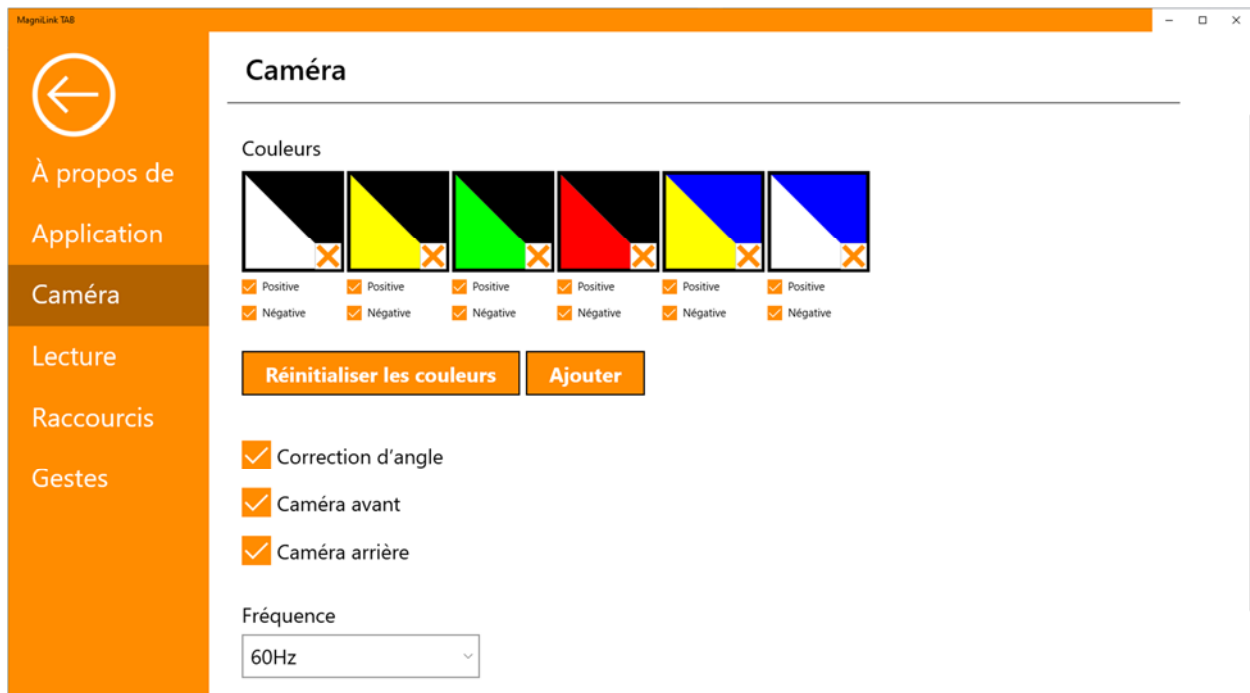 MagniLink TAB
Caméra
À propos de
Application
Caméra
Lecture
Raccourcis
Gestes
Couleurs
Positive Positive Positive Positive Positive Positive
Négative Négative Négative Négative Négative Négative
Réinitialiser les couleurs Ajouter
Correction d'angle
Caméra avant
Caméra arrière
Fréquence
60Hz